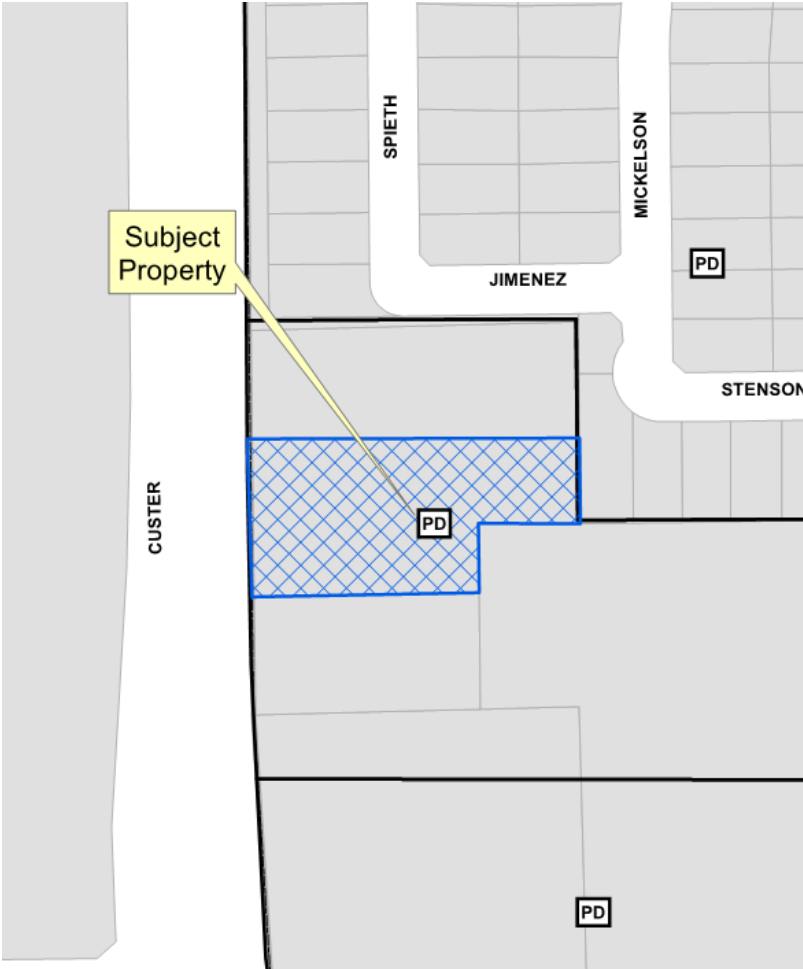 SPIETH
MICKELSON
Subject
Property
PD
JIMENEZ
STENSON
CUSTER
PD
PD